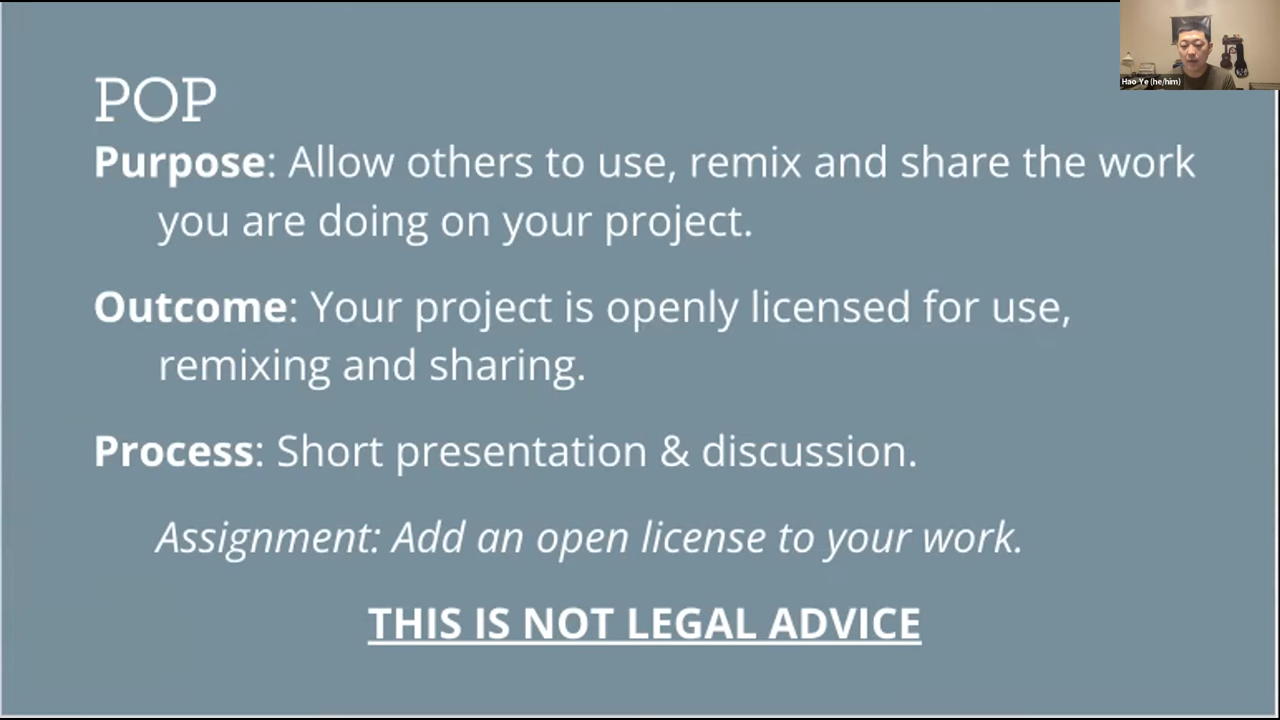 POP
Purpose: Allow others to use, remix and share the work
you are doing on your project.
Outcome: Your project is openly licensed for use,
remixing and sharing.
Process: Short presentation & discussion.
Assignment: Add an open license to your work.
THIS IS NOT LEGAL ADVICE
Hao Ye (he/him)